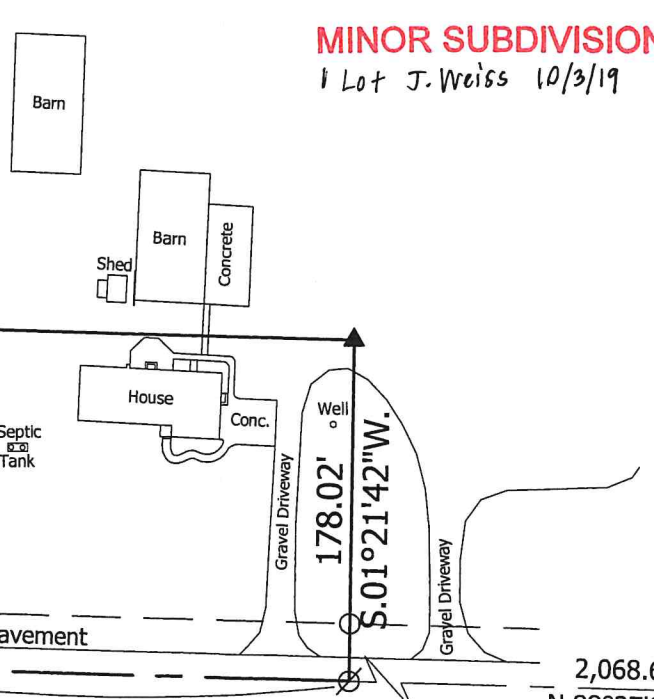 MINOR SUBDIVISION
1 Lot J. Weiss 10/3/19
Barn
Barn
Concrete
Shed
House
Conc.
Well
Septic
Tank
178.02'
S.01°21'42"W.
Gravel Driveway
Gravel Driveway
avement
2,068.6